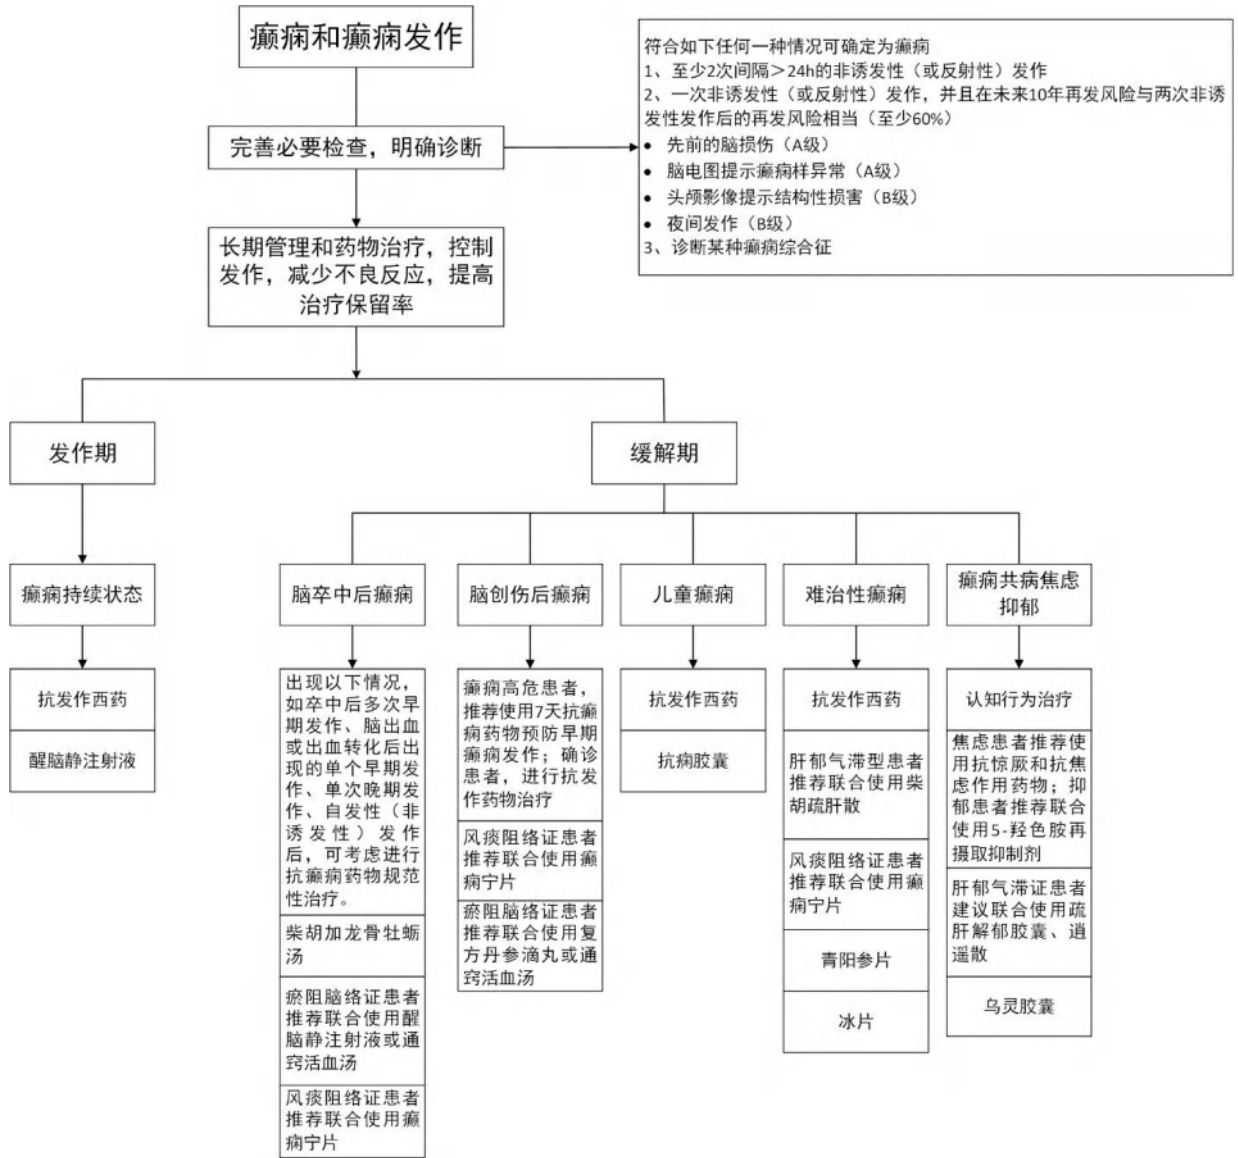 癫痫和癫痫发作
符合如下任何一种情况可确定为癫痫
1、至少2次间隔＞24h的非诱发性（或反射性）发作
2、一次非诱发性（或反射性）发作，并且在未来10年再发风险与两次非诱
发性发作后的再发风险相当（至少60%）
• 先前的脑损伤（A级）
• 脑电图提示癫痫样异常（A级）
• 头颅影像提示结构性损害（B级）
• 夜间发作（B级）
3、诊断某种癫痫综合征
完善必要检查，明确诊断
长期管理和药物治疗，控制
发作，减少不良反应，提高
治疗保留率
发作期
缓解期
癫痫持续状态
抗发作西药
醒脑静注射液
脑卒中后癫痫
出现以下情况，
如卒中后多次早
期发作、脑出血
或出血转化后出
现的单个早期发
作、单次晚期发
作、自发性（非
诱发性）发作
后，可考虑进行
抗癫痫药物规范
性治疗。
柴胡加龙骨牡蛎
汤
瘀阻脑络证患者
推荐联合使用醒
脑静注射液或通
窍活血汤
风痰阻络证患者
推荐联合使用癫
痫宁片
脑创伤后癫痫
癫痫高危患者，
推荐使用7天抗癫
痫药物预防早期
癫痫发作；确诊
患者，进行抗发
作药物治疗
风痰阻络证患者
推荐联合使用癫
痫宁片
瘀阻脑络证患者
推荐联合使用复
方丹参滴丸或通
窍活血汤
儿童癫痫
抗发作西药
抗痫胶囊
难治性癫痫
抗发作西药
肝郁气滞型患者
推荐联合使用柴
胡疏肝散
风痰阻络证患者
推荐联合使用癫
痫宁片
青阳参片
冰片
癫痫共病焦虑
抑郁
认知行为治疗
焦虑患者推荐使
用抗惊厥和抗焦
虑作用药物；抑
郁患者推荐联合
使用5-羟色胺再
摄取抑制剂
肝郁气滞证患者
建议联合使用疏
肝解郁胶囊、逍
遥散
乌灵胶囊